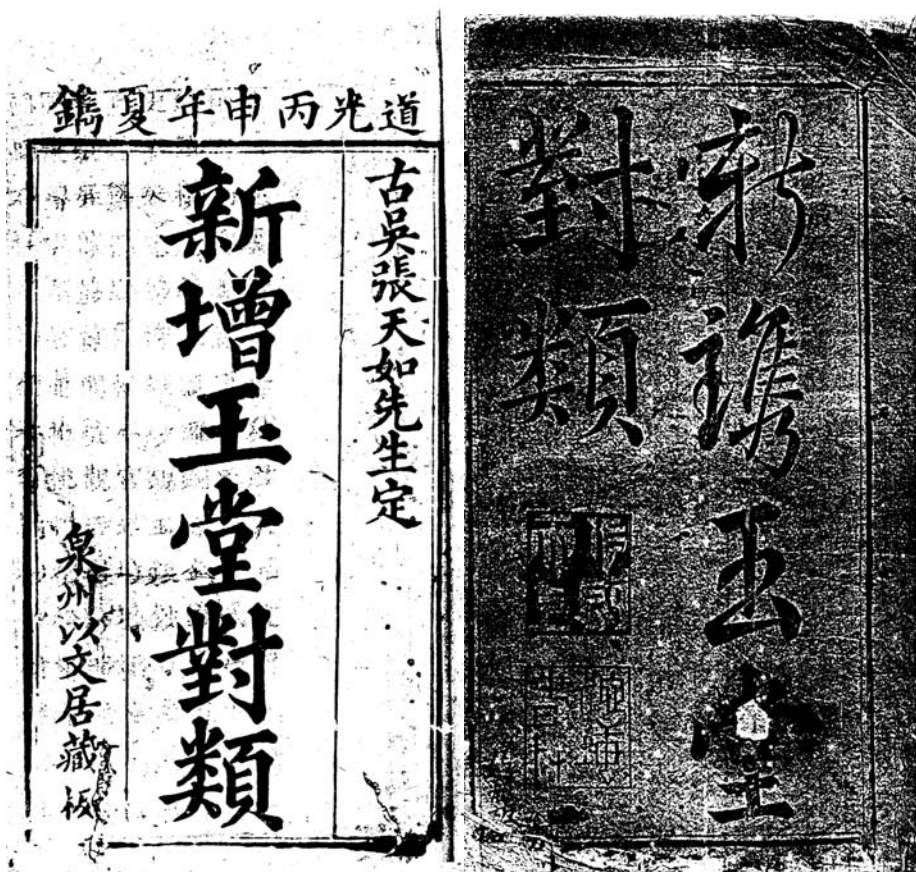 道光丙申年夏鐫
古吳張天如先生定
新增玉堂對類
泉州以文居藏板
新鐫玉堂
對類